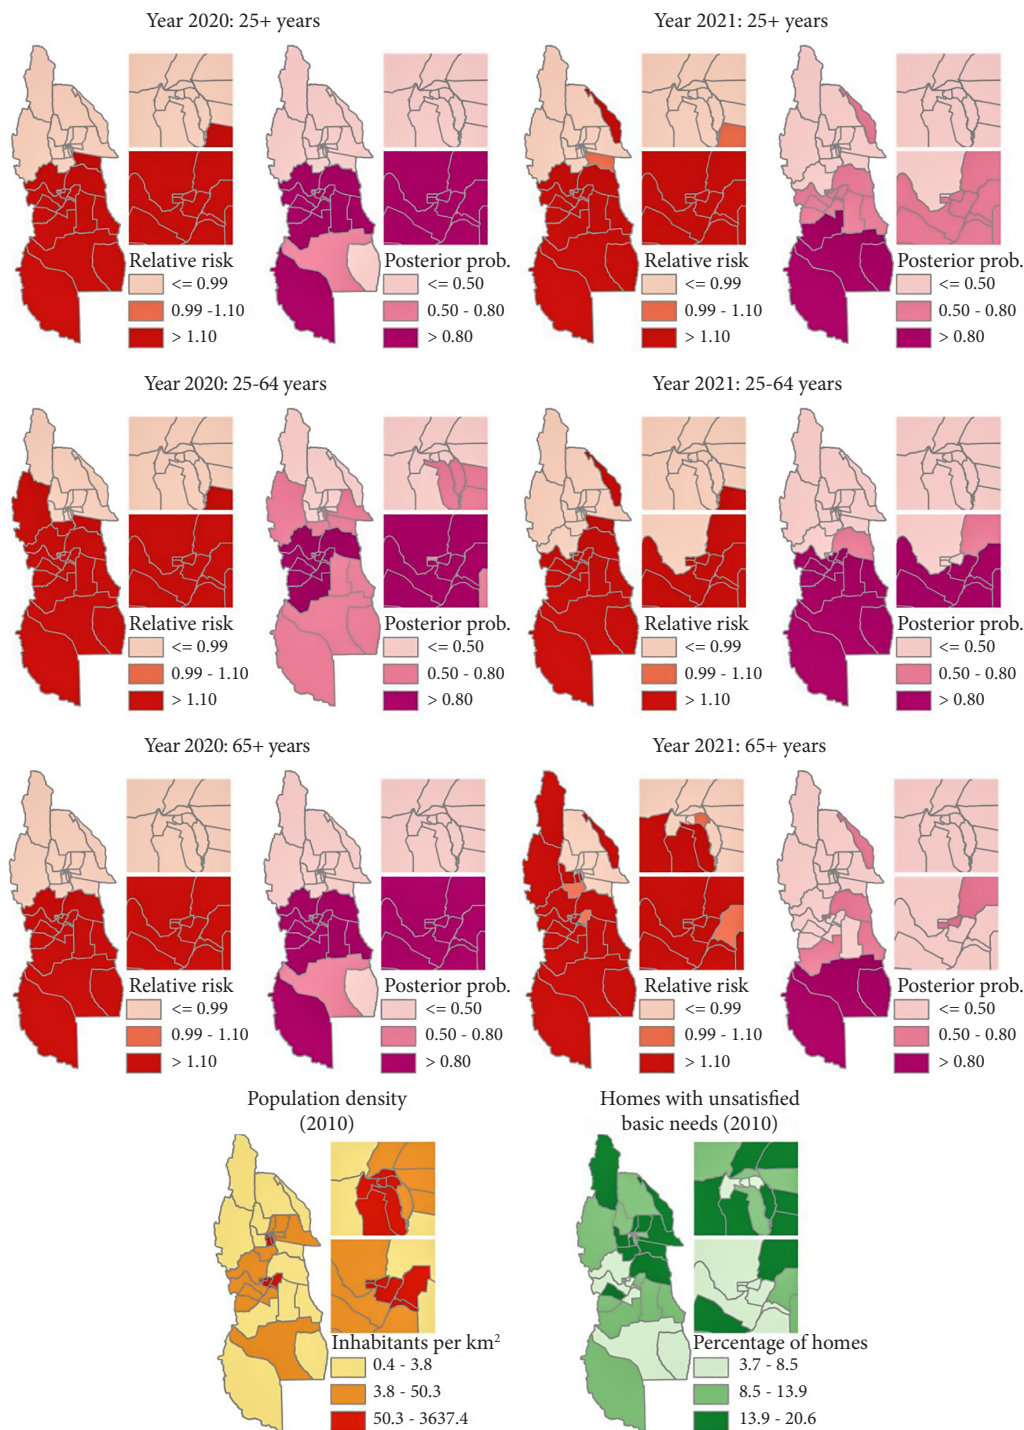 Year 2020: 25+ years
Year 2021: 25+ years
Relative risk
<= 0.99
0.99 -1.10
> 1.10
Posterior prob.
<= 0.50
0.50 - 0.80
> 0.80
Relative risk
<= 0.99
0.99 - 1.10
> 1.10
Posterior prob.
<= 0.50
0.50 - 0.80
> 0.80
Year 2020: 25-64 years
Year 2021: 25-64 years
Relative risk
<= 0.99
0.99 - 1.10
> 1.10
Posterior prob.
<= 0.50
0.50 - 0.80
> 0.80
Relative risk
<= 0.99
0.99 - 1.10
> 1.10
Posterior prob.
<= 0.50
0.50 - 0.80
> 0.80
Year 2020: 65+ years
Year 2021: 65+ years
Relative risk
<= 0.99
0.99 - 1.10
> 1.10
Posterior prob.
<= 0.50
0.50 - 0.80
> 0.80
Relative risk
<= 0.99
0.99 - 1.10
> 1.10
Posterior prob.
<= 0.50
0.50 - 0.80
> 0.80
Population density
(2010)
Inhabitants per km²
0.4 - 3.8
3.8 - 50.3
50.3 - 3637.4
Homes with unsatisfied
basic needs (2010)
Percentage of homes
3.7 - 8.5
8.5 - 13.9
13.9 - 20.6